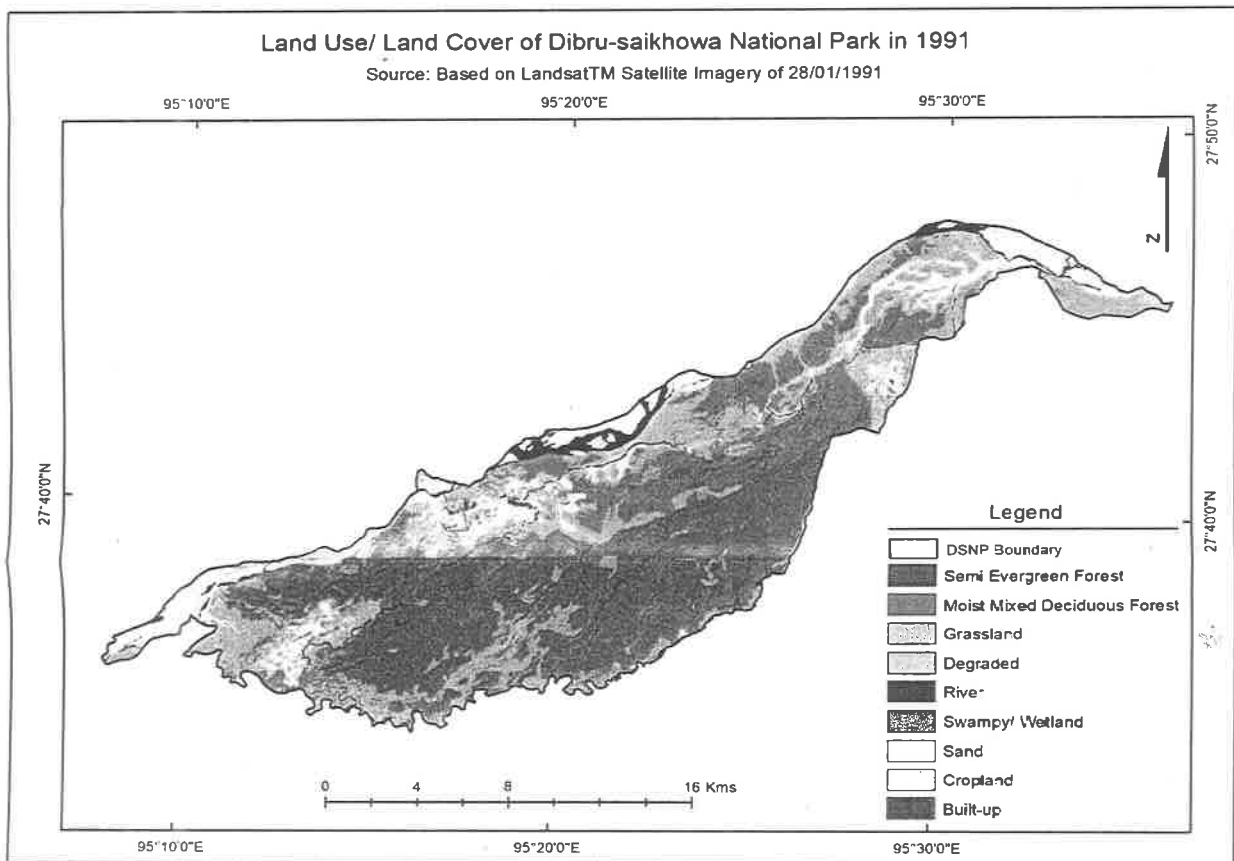 Land Use/ Land Cover of Dibru-saikhowa National Park in 1991
Source: Based on LandsatTM Satellite Imagery of 28/01/1991
95°10'0"E 95°20'0"E 95°30'0"E
27°50'0"N
Z
27°40'0"N
27°40'0"N
Legend
DSNP Boundary
Semi Evergreen Forest
Moist Mixed Deciduous Forest
Grassland
Degraded
River
Swampy/ Wetland
Sand
Cropland
Built-up
0 4 8 16 Kms
95°10'0"E 95°20'0"E 95°30'0"E